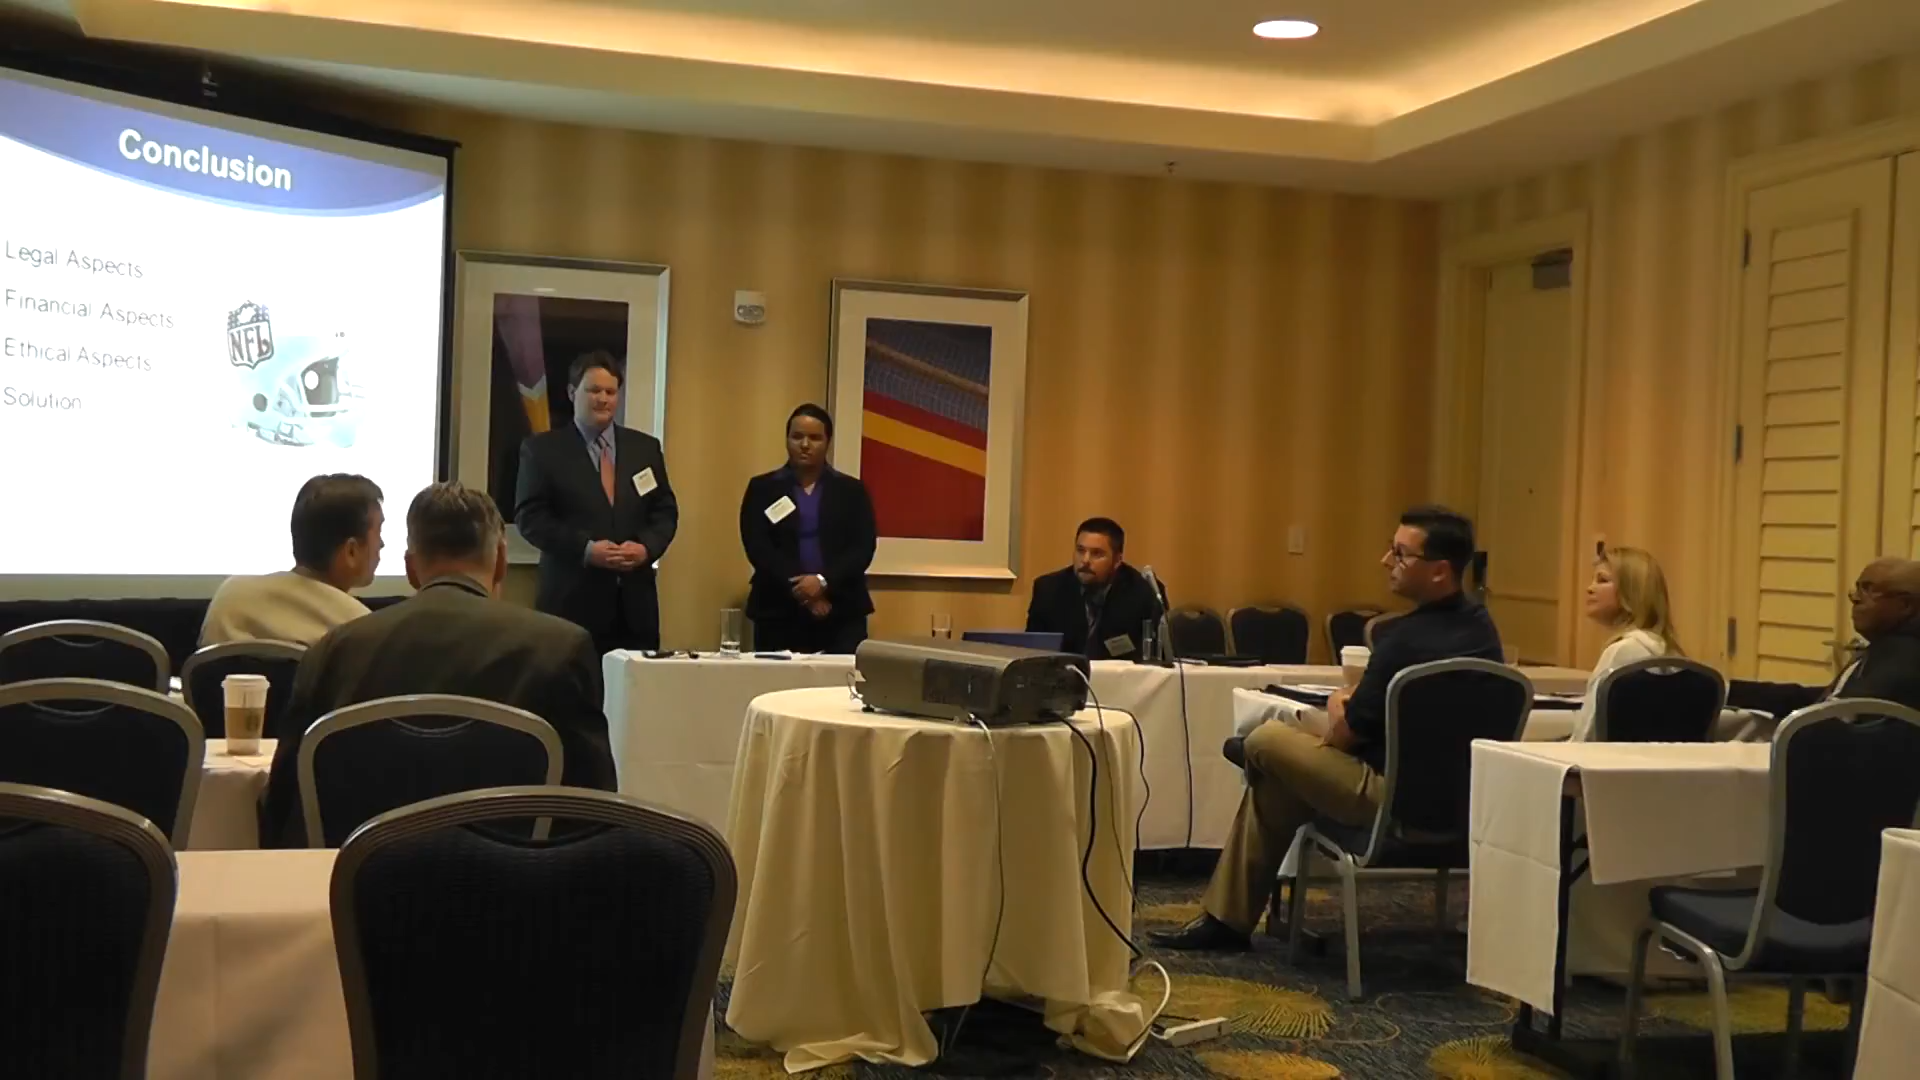 Conclusion
Legal Aspects
Financial Aspects
Ethical Aspects
Solution
NFL